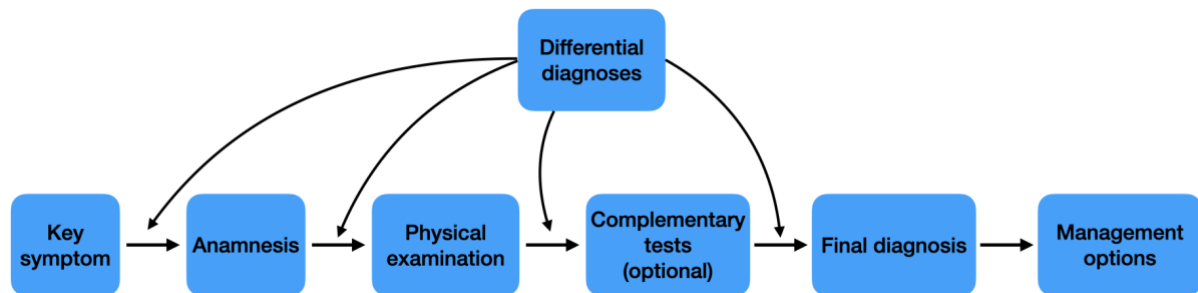 Differential
diagnoses
Key
symptom
Anamnesis
Physical
examination
Complementary
tests
(optional)
Final diagnosis
Management
options